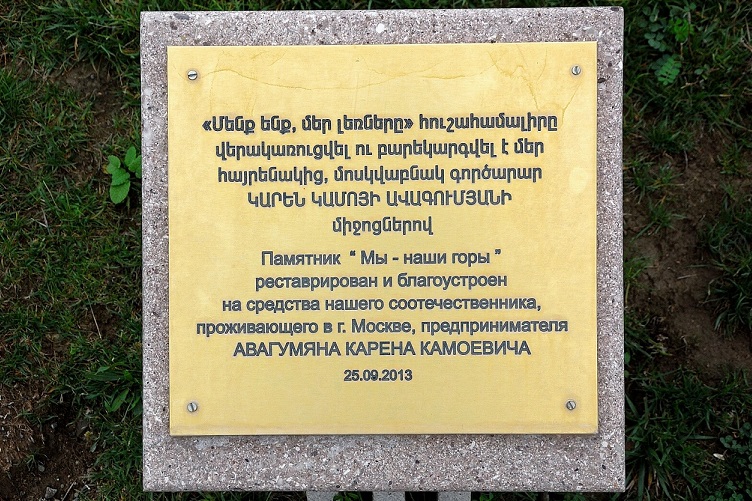 «Մենք ենք, մեր լեռները» հուշահամալիրը
վերակառուցվել ու բարեկարգվել է մեր
հայրենակից, մոսկվաբնակ գործարար
ԿԱՐԵՆ ԿԱՄՈՅԻ ԱՎԱԳՈՒՄՅԱՆԻ
միջոցներով
Памятник “ Мы - наши горы ”
реставрирован и благоустроен
на средства нашего соотечественника,
проживающего в г. Москве, предпринимателя
АВАГУМЯНА КАРЕНА КАМОЕВИЧА
25.09.2013